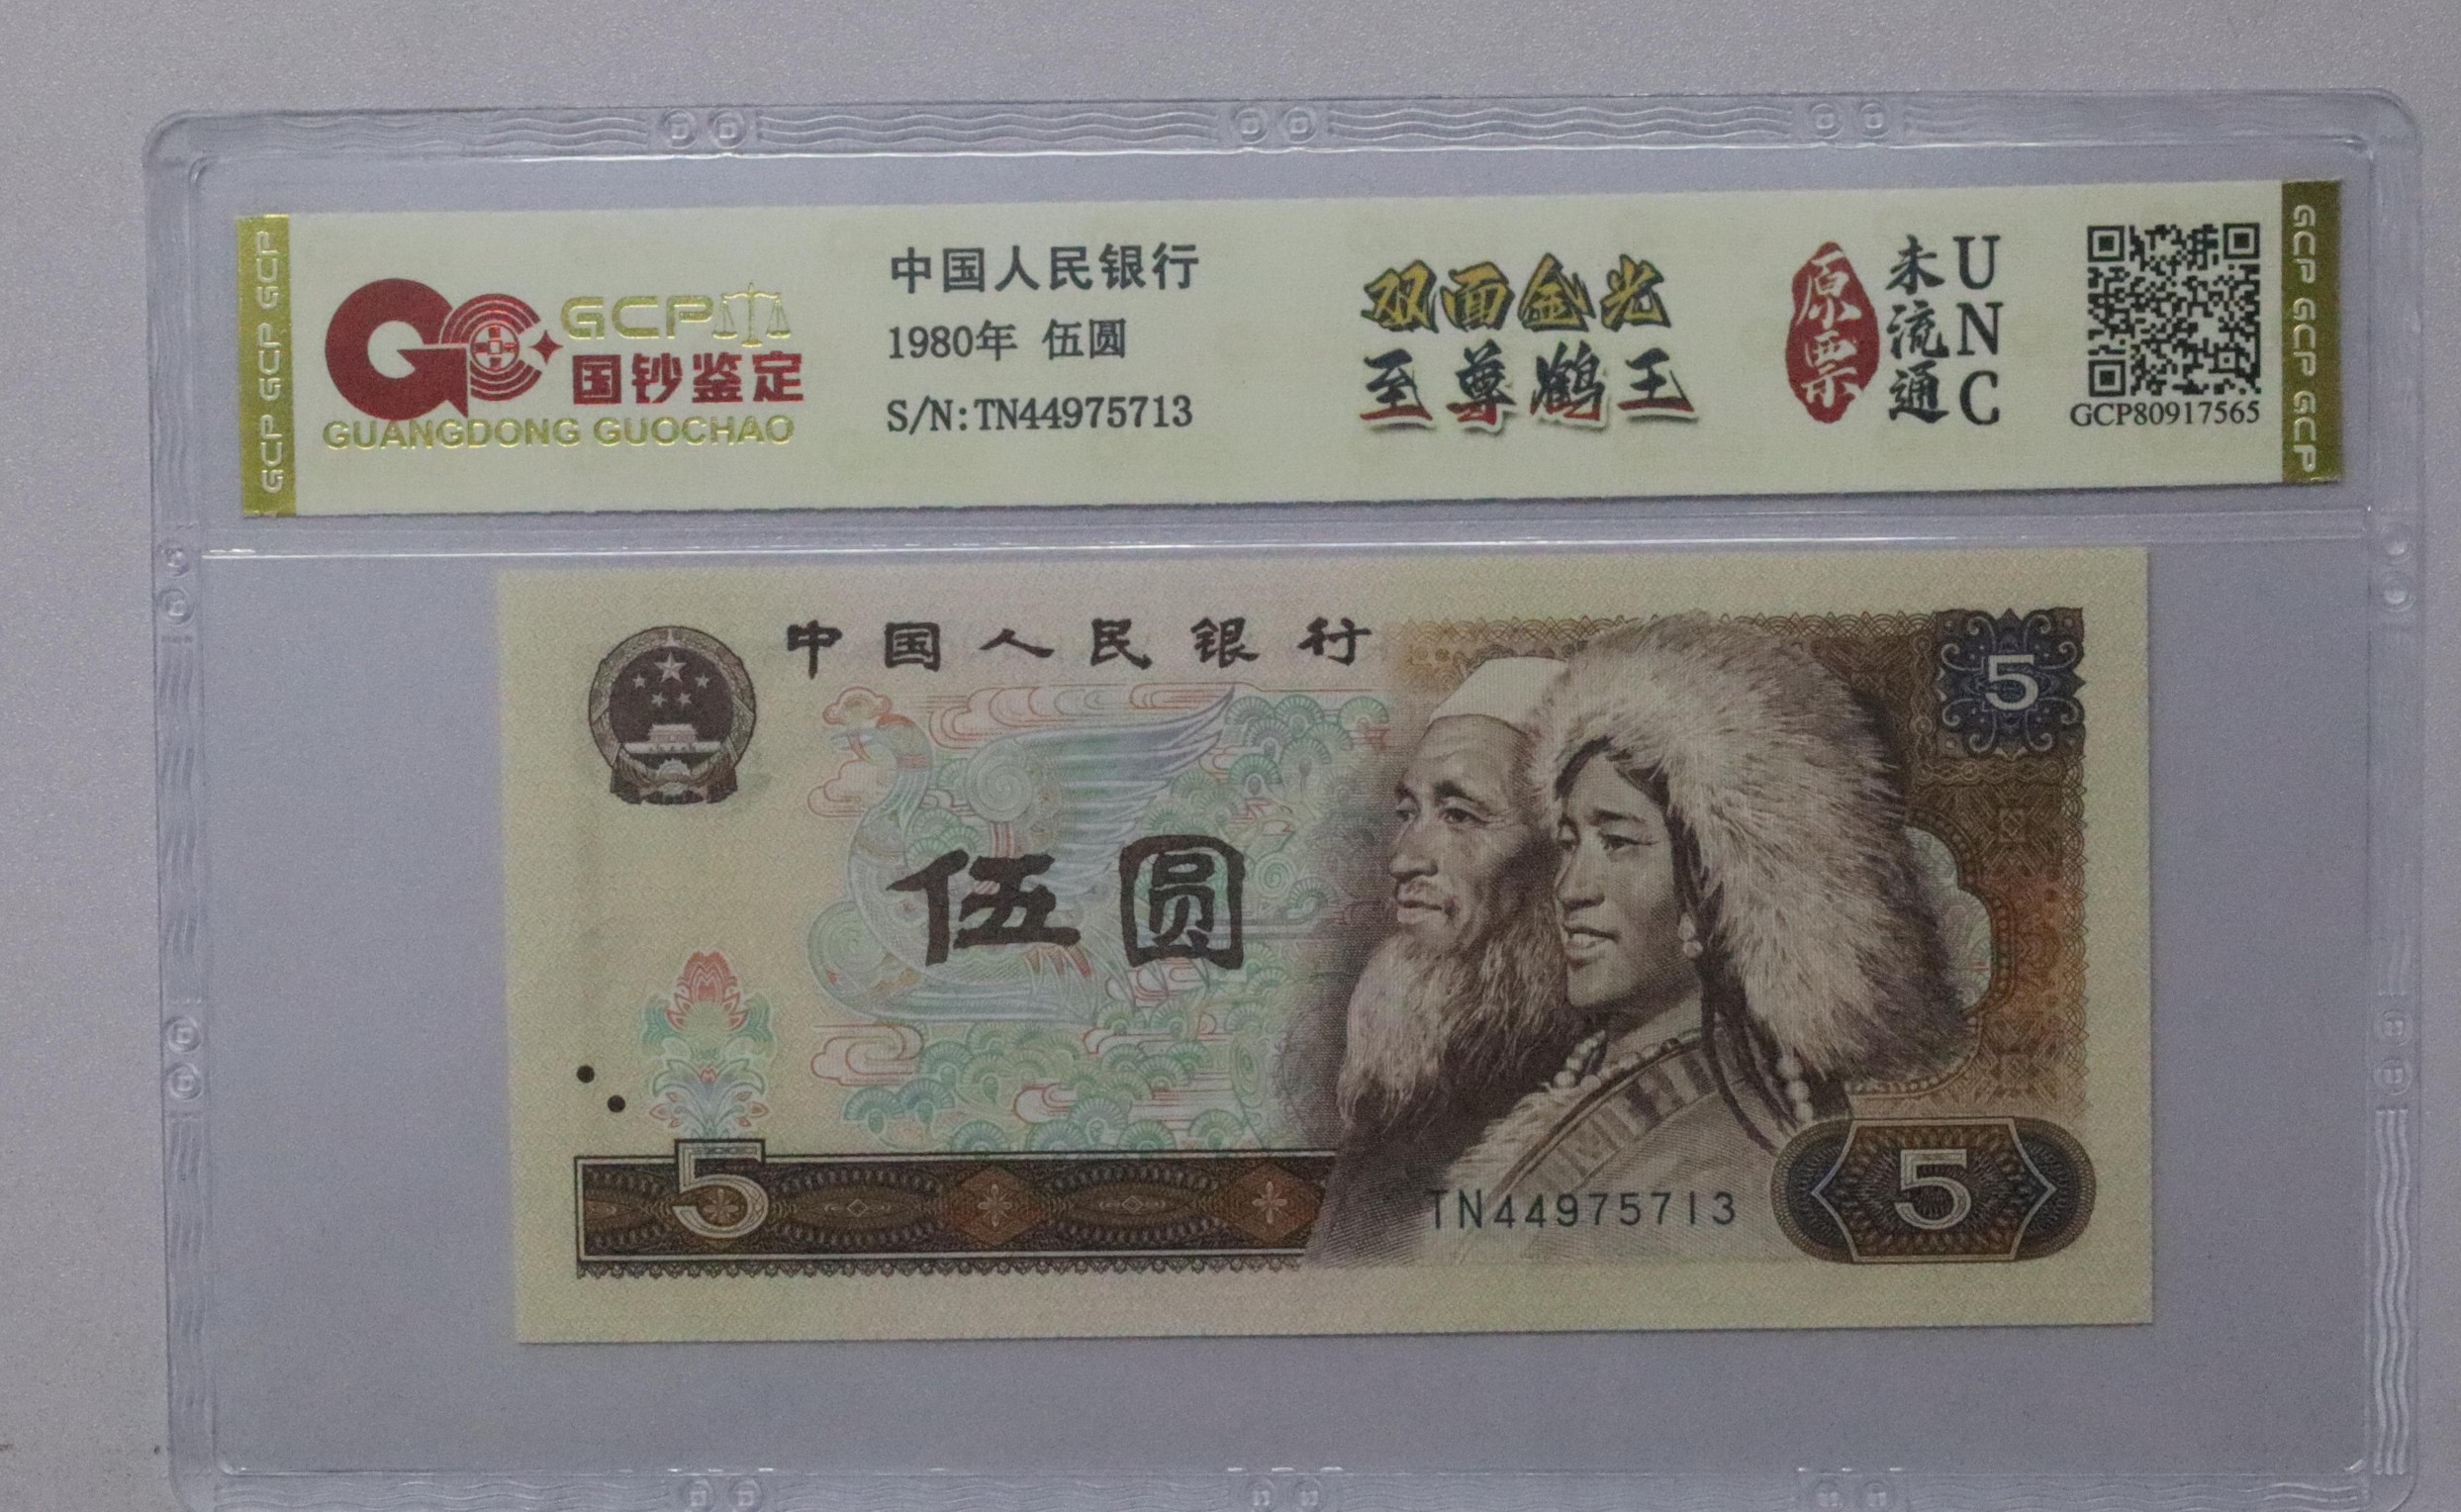 GCP GCP GCP
GCP
国钞鉴定
GUANGDONG GUOCHAO
中国人民银行
1980年 伍圆
S/N:TN44975713
双面金光
至尊鹤王
原票
未流通
UNC
GCP80917565
GCP GCP GCP
中国人民银行
5
伍圆
5
TN44975713
5